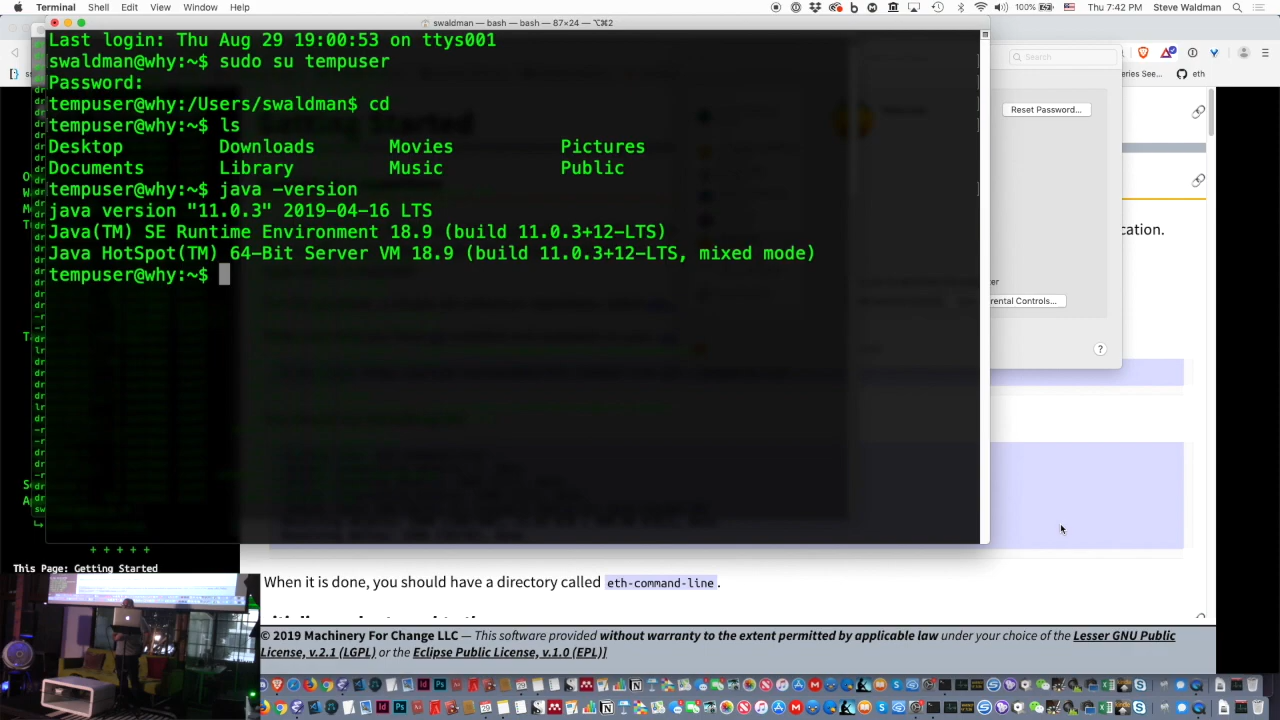 Terminal Shell Edit View Window Help 100% Thu 7:42 PM Steve Waldman
swaldman — bash — bash — 87×24 — ⌥⌘2
Last login: Thu Aug 29 19:00:53 on ttys001
swaldman@why:~$ sudo su tempuser
Password:
tempuser@why:/Users/swaldman$ cd
tempuser@why:~$ ls
Desktop Downloads Movies Pictures
Documents Library Music Public
tempuser@why:~$ java -version
java version "11.0.3" 2019-04-16 LTS
Java(TM) SE Runtime Environment 18.9 (build 11.0.3+12-LTS)
Java HotSpot(TM) 64-Bit Server VM 18.9 (build 11.0.3+12-LTS, mixed mode)
tempuser@why:~$
Search
eries See... eth
Reset Password...
cation.
rental Controls...
?
+ + + + +
This Page: Getting Started
When it is done, you should have a directory called eth-command-line.
© 2019 Machinery For Change LLC — This software provided without warranty to the extent permitted by applicable law under your choice of the Lesser GNU Public
License, v.2.1 (LGPL) or the Eclipse Public License, v.1.0 (EPL)]